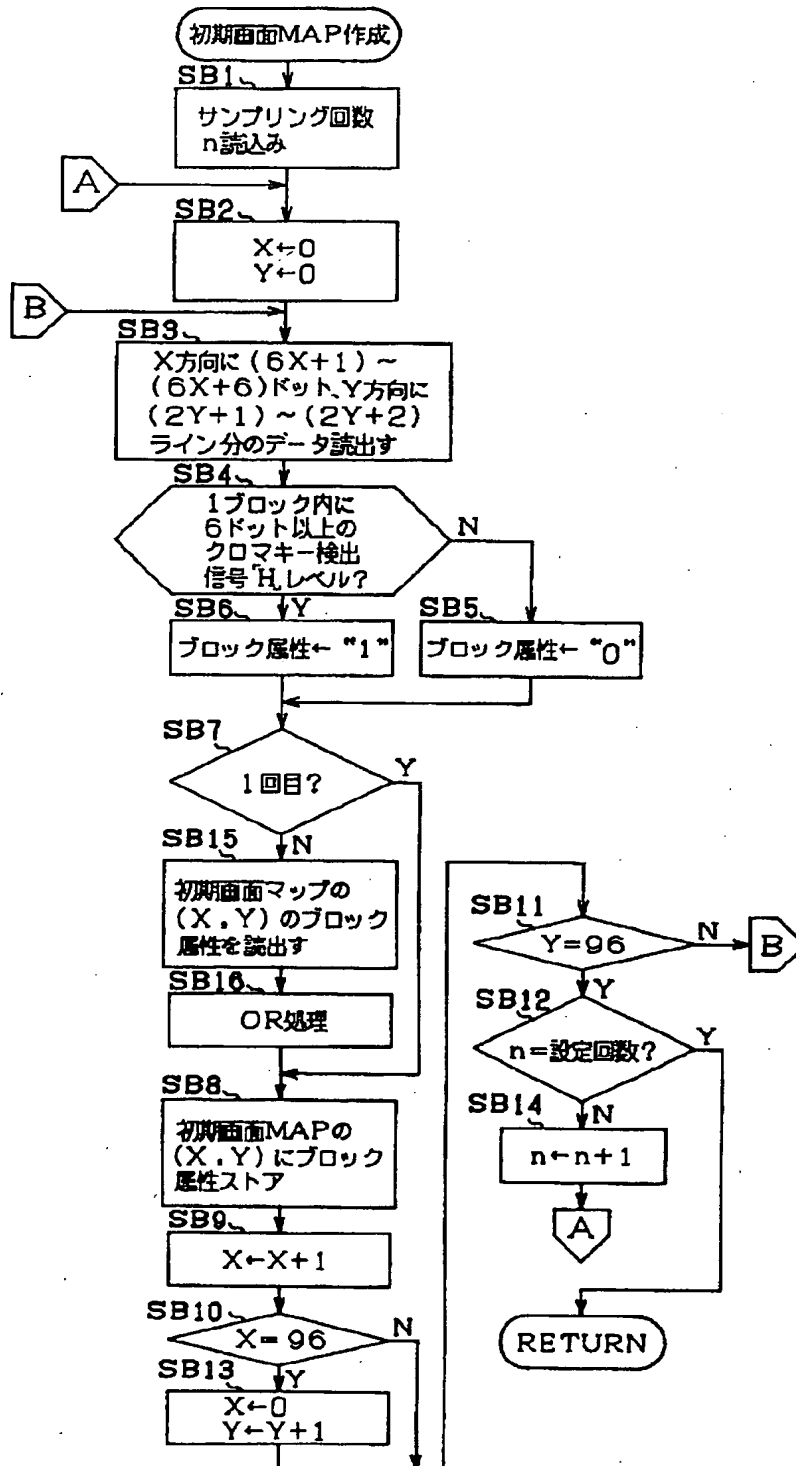 初期画面MAP作成
SB1
サンプリング回数
n読込み
A
SB2
X←0
Y←0
B
SB3
X方向に(6X+1)～
(6X+6)ドット、Y方向に
(2Y+1)～(2Y+2)
ライン分のデータ読出す
SB4
1ブロック内に
6ドット以上の
クロマキー検出
信号「H」レベル?
N
Y
SB6
ブロック属性← "1"
SB5
ブロック属性← "0"
SB7
1回目?
Y
N
SB15
初期画面マップの
(X,Y)のブロック
属性を読出す
SB16
OR処理
SB8
初期画面MAPの
(X,Y)にブロック
属性ストア
SB9
X←X+1
SB10
X=96
N
Y
SB13
X←0
Y←Y+1
SB11
Y=96
N
B
Y
SB12
n=設定回数?
Y
N
SB14
n←n+1
A
RETURN